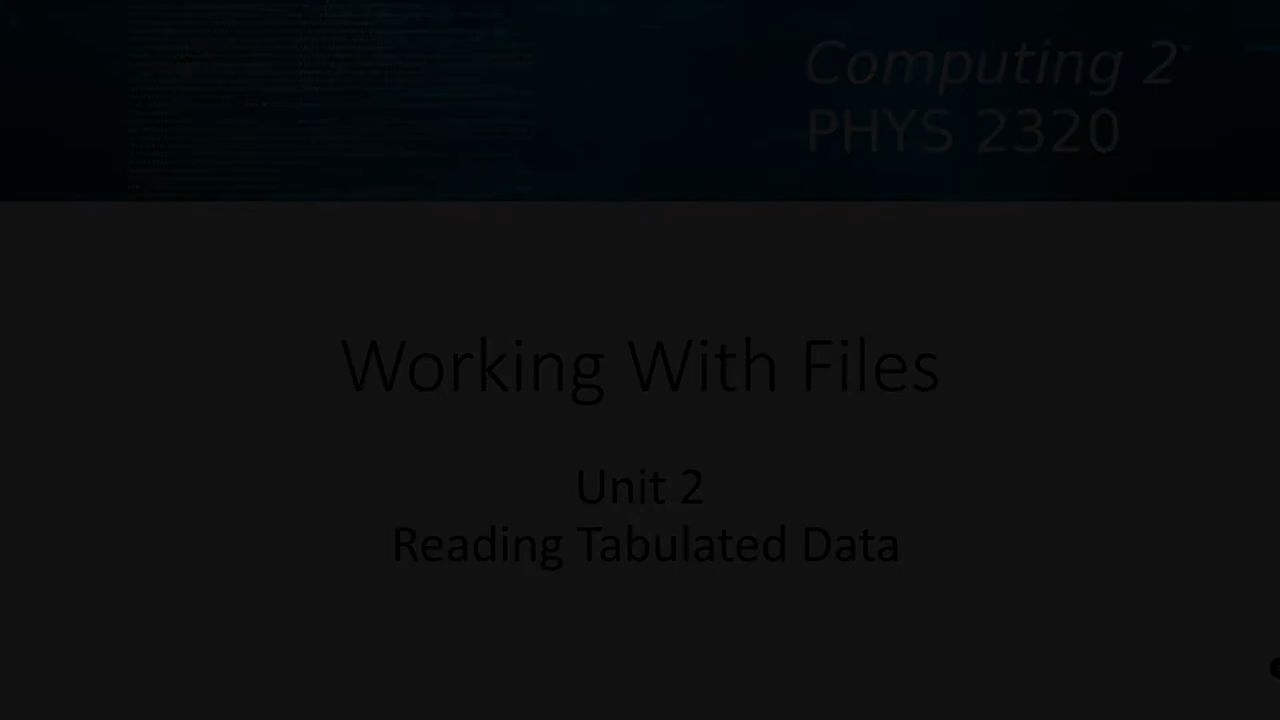 Computing 2
PHYS 2320
Working With Files
Unit 2
Reading Tabulated Data